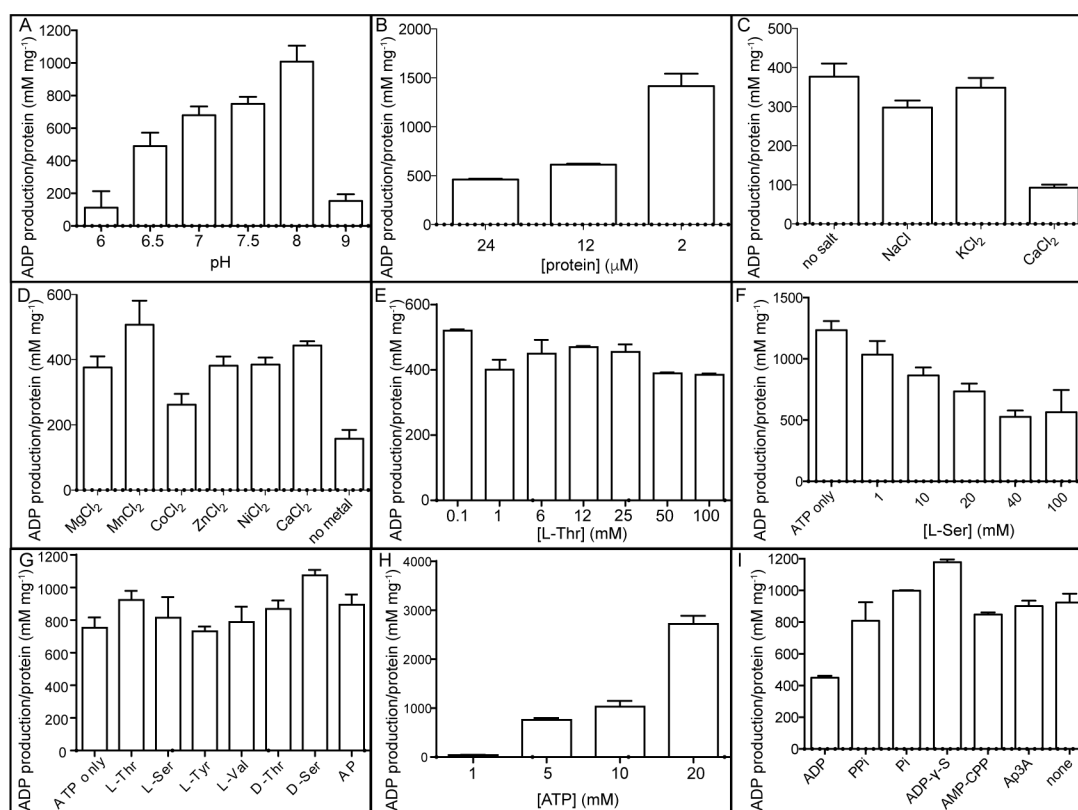 A
ADP production/protein (mM mg⁻¹)
1200
1000
800
600
400
200
0
6 6.5 7 7.5 8 9
pH
B
ADP production/protein (mM mg⁻¹)
2000
1500
1000
500
0
24 12 2
[protein] (μM)
C
ADP production/protein (mM mg⁻¹)
500
400
300
200
100
0
no salt NaCl KCl₂ CaCl₂
D
ADP production/protein (mM mg⁻¹)
600
400
200
0
MgCl₂ MnCl₂ CoCl₂ ZnCl₂ NiCl₂ CaCl₂ no metal
E
ADP production/protein (mM mg⁻¹)
600
400
200
0
0.1 1 6 12 25 50 100
[L-Thr] (mM)
F
ADP production/protein (mM mg⁻¹)
1500
1000
500
0
ATP only 1 10 20 40 100
[L-Ser] (mM)
G
ADP production/protein (mM mg⁻¹)
1200
1000
800
600
400
200
0
ATP only L-Thr L-Ser L-Tyr L-Val D-Thr D-Ser AP
H
ADP production/protein (mM mg⁻¹)
4000
3000
2000
1000
0
1 5 10 20
[ATP] (mM)
I
ADP production/protein (mM mg⁻¹)
1200
1000
800
600
400
200
0
ADP PPi Pi ADP-γ-S AMP-CPP Ap3A none